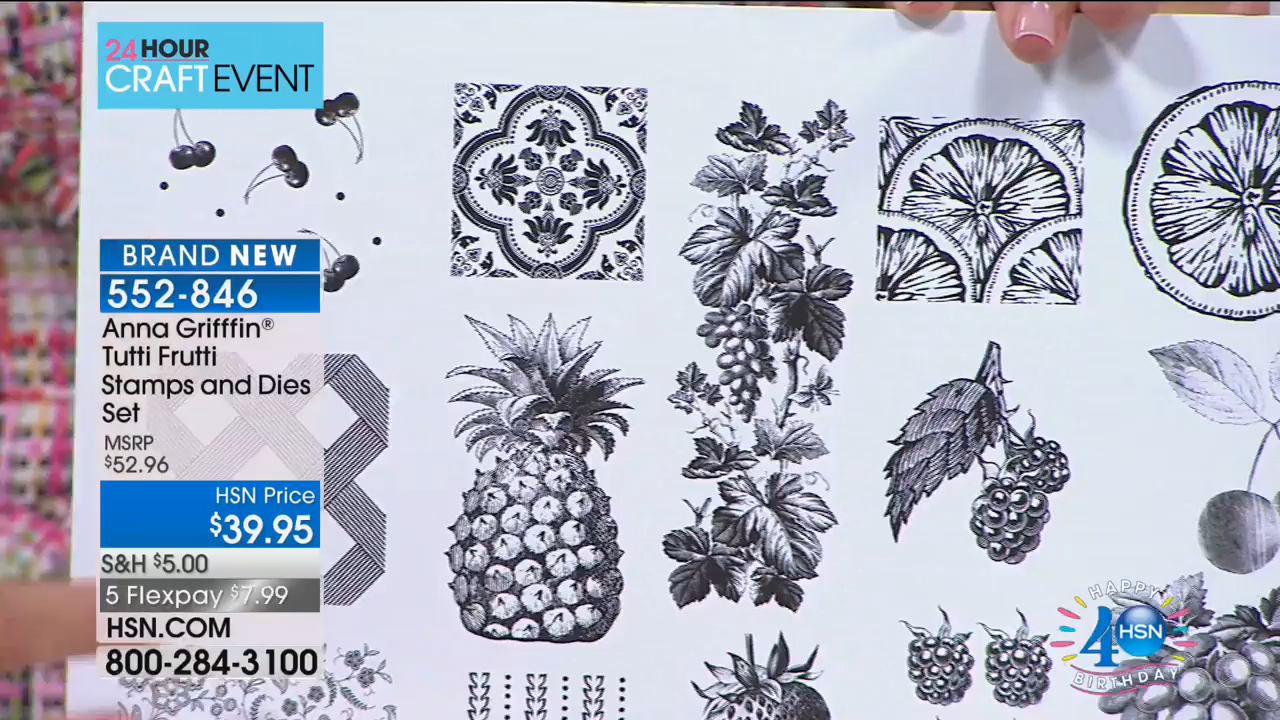 24 HOUR
CRAFT EVENT
BRAND NEW
552-846
Anna Grifffin®
Tutti Frutti
Stamps and Dies
Set
MSRP
$52.96
HSN Price
$39.95
S&H $5.00
5 Flexpay $7.99
HSN.COM
800-284-3100
HAPPY
40 HSN
BIRTHDAY